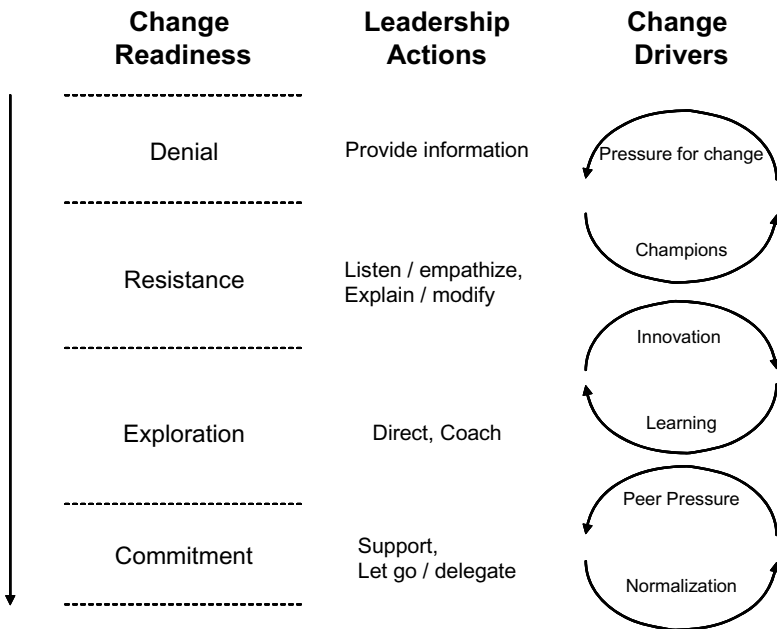 Change
Readiness
Leadership
Actions
Change
Drivers
Denial
Provide information
Pressure for change
Champions
Resistance
Listen / empathize,
Explain / modify
Innovation
Learning
Exploration
Direct, Coach
Peer Pressure
Commitment
Support,
Let go / delegate
Normalization